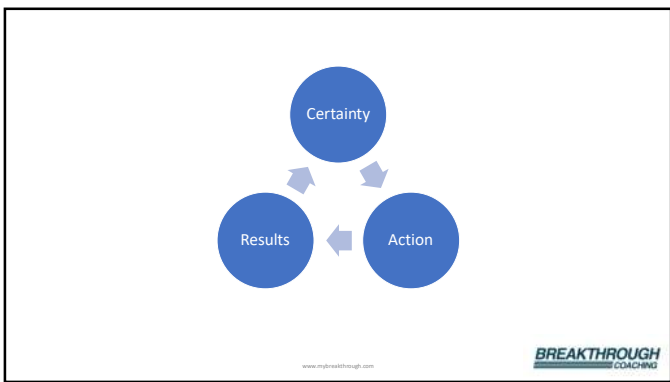 Certainty
Results
Action
www.mybreakthrough.com
BREAKTHROUGH
COACHING